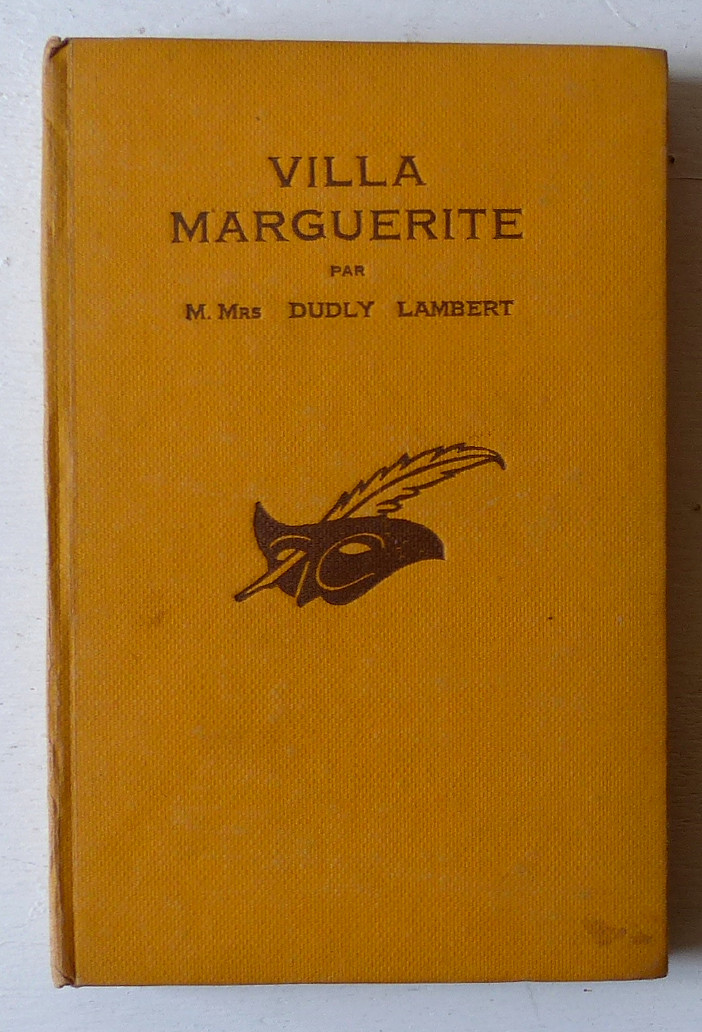 VILLA
MARGUERITE
PAR
M. MRS DUDLY LAMBERT